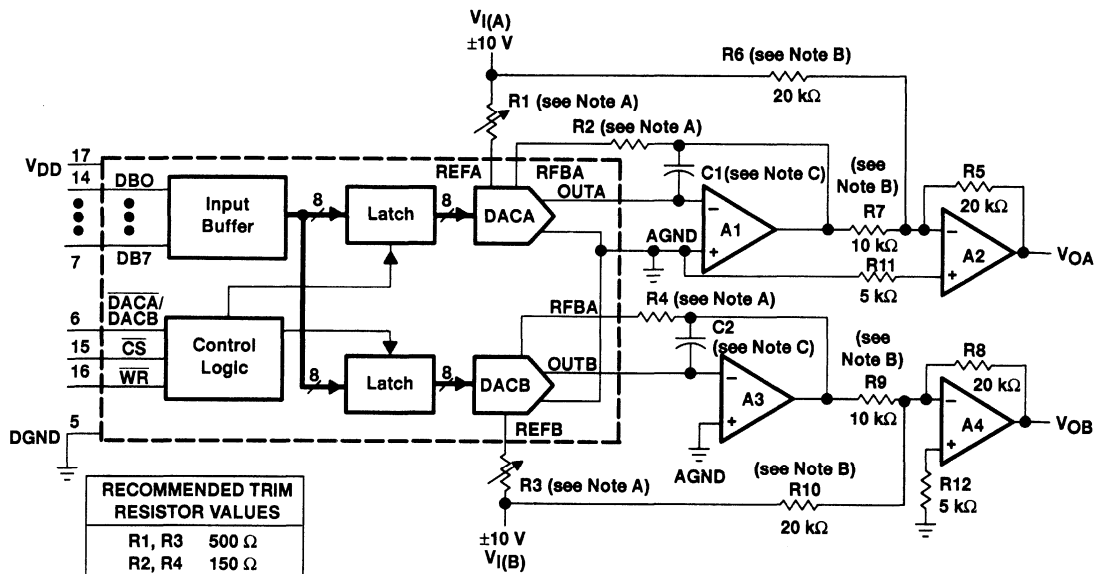 VI(A)
±10 V
R6 (see Note B)
20 kΩ
R1 (see Note A)
R2 (see Note A)
VDD
17
14
DBO
7
DB7
Input
Buffer
8
Latch
8
REFA
RFBA
DACA
OUTA
C1(see Note C)
AGND
A1
(see
Note B)
R7
10 kΩ
R5
20 kΩ
A2
VOA
R11
5 kΩ
6
DACA/
DACB
15
CS
16
WR
Control
Logic
8
Latch
8
RFBA
DACB
OUTB
R4 (see Note A)
C2
(see Note C)
A3
AGND
(see
Note B)
R9
10 kΩ
R8
20 kΩ
A4
VOB
DGND
5
REFB
R3 (see Note A)
(see Note B)
R10
20 kΩ
R12
5 kΩ
±10 V
VI(B)
RECOMMENDED TRIM
RESISTOR VALUES
R1, R3 500 Ω
R2, R4 150 Ω